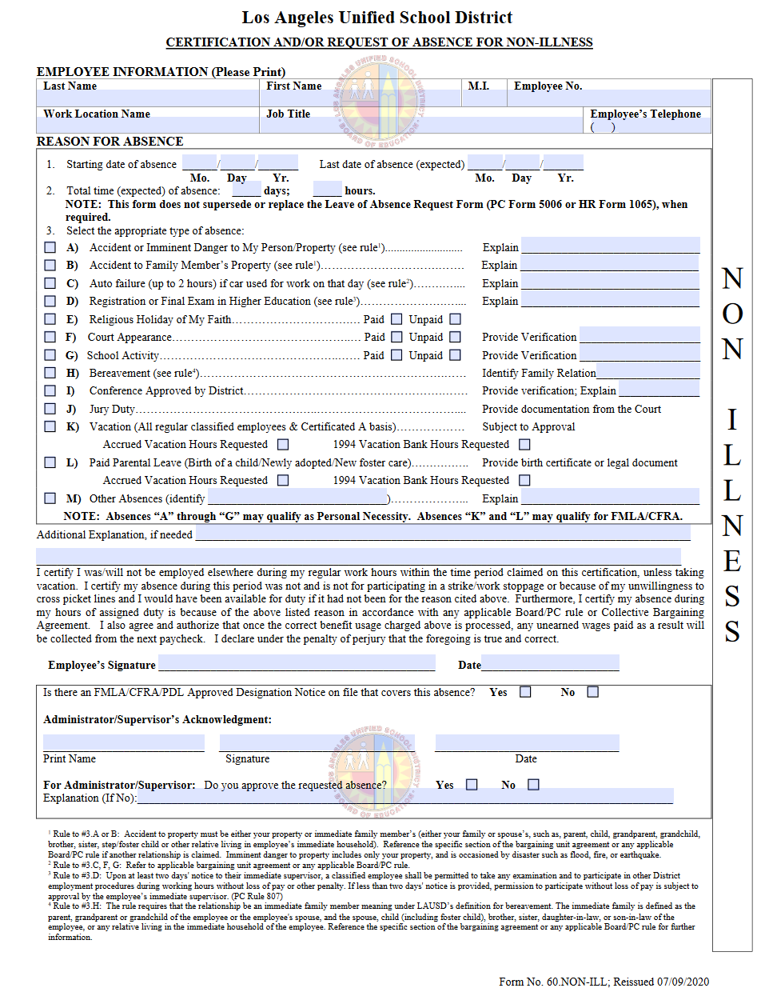 Los Angeles Unified School District
CERTIFICATION AND/OR REQUEST OF ABSENCE FOR NON-ILLNESS
EMPLOYEE INFORMATION (Please Print)
Last Name First Name M.I. Employee No.
Work Location Name Job Title Employee's Telephone
( )
REASON FOR ABSENCE
1. Starting date of absence / / Last date of absence (expected) / /
Mo. Day Yr. Mo. Day Yr.
2. Total time (expected) of absence: _____ days; _____ hours.
NOTE: This form does not supersede or replace the Leave of Absence Request Form (PC Form 5006 or HR Form 1065), when
required.
3. Select the appropriate type of absence:
A) Accident or Imminent Danger to My Person/Property (see rule¹)............................ Explain
B) Accident to Family Member's Property (see rule¹)…………………………………… Explain
C) Auto failure (up to 2 hours) if car used for work on that day (see rule²)…………... Explain
D) Registration or Final Exam in Higher Education (see rule³)………………………... Explain
E) Religious Holiday of My Faith……………………………… Paid Unpaid
F) Court Appearance…………………………………………… Paid Unpaid Provide Verification
G) School Activity……………………………………………… Paid Unpaid Provide Verification
H) Bereavement (see rule⁴)………………………………………………………… Identify Family Relation
I) Conference Approved by District………………………………………………… Provide verification; Explain
J) Jury Duty………………………………………………………………………... Provide documentation from the Court
K) Vacation (All regular classified employees & Certificated A basis)……………… Subject to Approval
Accrued Vacation Hours Requested 1994 Vacation Bank Hours Requested
L) Paid Parental Leave (Birth of a child/Newly adopted/New foster care)…………… Provide birth certificate or legal document
Accrued Vacation Hours Requested 1994 Vacation Bank Hours Requested
M) Other Absences (identify )………………... Explain
NOTE: Absences “A” through “G” may qualify as Personal Necessity. Absences “K” and “L” may qualify for FMLA/CFRA.
Additional Explanation, if needed
I certify I was/will not be employed elsewhere during my regular work hours within the time period claimed on this certification, unless taking
vacation. I certify my absence during this period was not and is not for participating in a strike/work stoppage or because of my unwillingness to
cross picket lines and I would have been available for duty if it had not been for the reason cited above. Furthermore, I certify my absence during
my hours of assigned duty is because of the above listed reason in accordance with any applicable Board/PC rule or Collective Bargaining
Agreement. I also agree and authorize that once the correct benefit usage charged above is processed, any unearned wages paid as a result will
be collected from the next paycheck. I declare under the penalty of perjury that the foregoing is true and correct.
Employee's Signature Date
Is there an FMLA/CFRA/PDL Approved Designation Notice on file that covers this absence? Yes No
Administrator/Supervisor's Acknowledgment:
Print Name Signature Date
For Administrator/Supervisor: Do you approve the requested absence? Yes No
Explanation (If No):
¹ Rule to #3.A or B: Accident to property must be either your property or immediate family member's (either your family or spouse's, such as, parent, child, grandparent, grandchild,
brother, sister, step/foster child or other relative living in employee's immediate household). Reference the specific section of the bargaining unit agreement or any applicable
Board/PC rule if another relationship is claimed. Imminent danger to property includes only your property, and is occasioned by disaster such as flood, fire, or earthquake.
² Rule to #3.C, F, G: Refer to applicable bargaining unit agreement or any applicable Board/PC rule.
³ Rule to #3.D: Upon at least two days' notice to their immediate supervisor, a classified employee shall be permitted to take any examination and to participate in other District
employment procedures during working hours without loss of pay or other penalty. If less than two days' notice is provided, permission to participate without loss of pay is subject to
approval by the employee's immediate supervisor. (PC Rule 807)
⁴ Rule to #3.H: The rule requires that the relationship be an immediate family member meaning under LAUSD's definition for bereavement. The immediate family is defined as the
parent, grandparent or grandchild of the employee or the employee's spouse, and the spouse, child (including foster child), brother, sister, daughter-in-law, or son-in-law of the
employee, or any relative living in the immediate household of the employee. Reference the specific section of the bargaining agreement or any applicable Board/PC rule for further
information.
NON ILLNESS
Form No. 60.NON-ILL; Reissued 07/09/2020
LOS ANGELES UNIFIED SCHOOL DISTRICT
BOARD OF EDUCATION
LOS ANGELES UNIFIED SCHOOL DISTRICT
BOARD OF EDUCATION